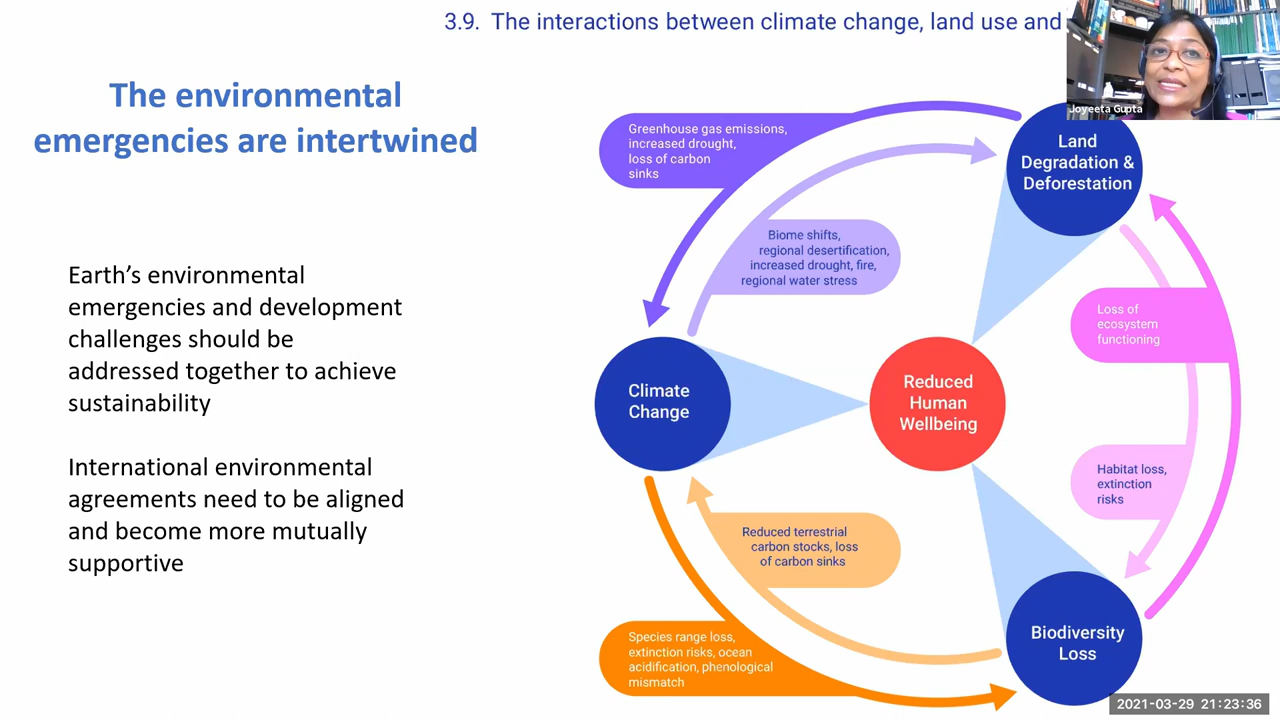 3.9. The interactions between climate change, land use and
Joyeeta Gupta
The environmental
emergencies are intertwined
Earth's environmental
emergencies and development
challenges should be
addressed together to achieve
sustainability
International environmental
agreements need to be aligned
and become more mutually
supportive
Greenhouse gas emissions,
increased drought,
loss of carbon
sinks
Biome shifts,
regional desertification,
increased drought, fire,
regional water stress
Land
Degradation &
Deforestation
Loss of
ecosystem
functioning
Climate
Change
Reduced
Human
Wellbeing
Habitat loss,
extinction
risks
Reduced terrestrial
carbon stocks, loss
of carbon sinks
Species range loss,
extinction risks, ocean
acidification, phenological
mismatch
Biodiversity
Loss
2021-03-29 21:23:36